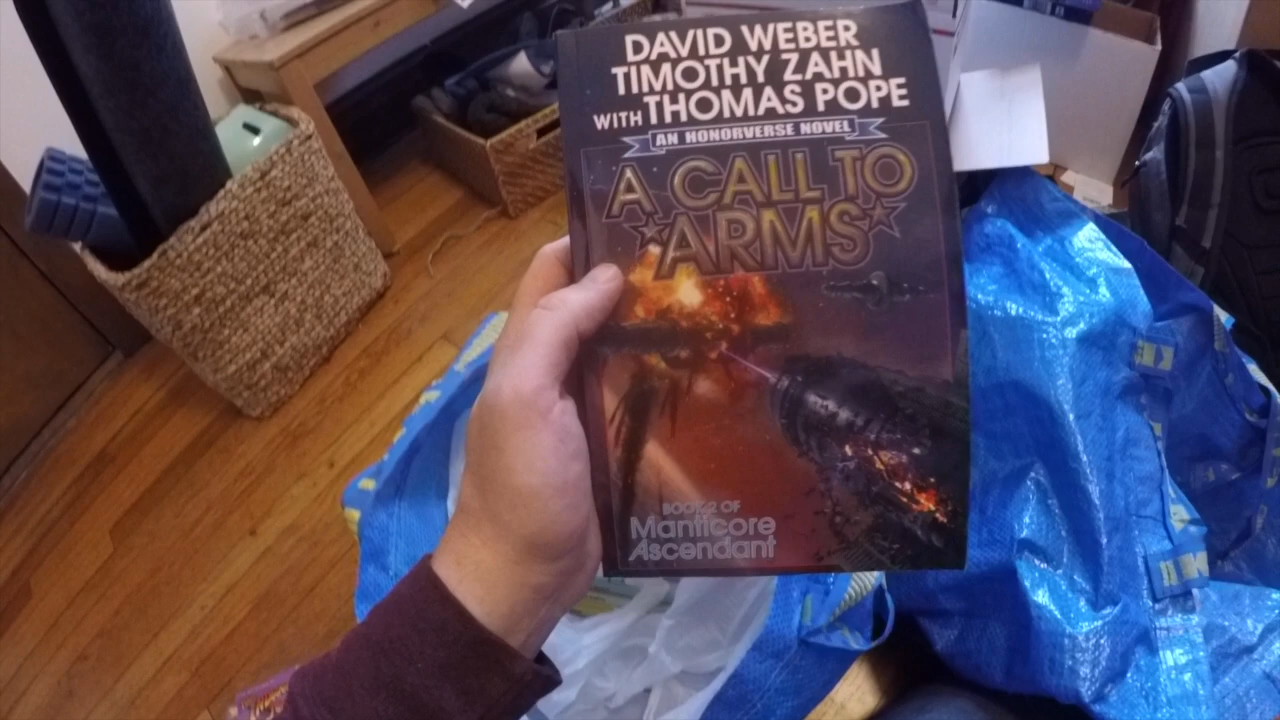 DAVID WEBER
TIMOTHY ZAHN
WITH THOMAS POPE
AN HONORVERSE NOVEL
A CALL TO
ARMS
BOOK 2 OF
Manticore
Ascendant